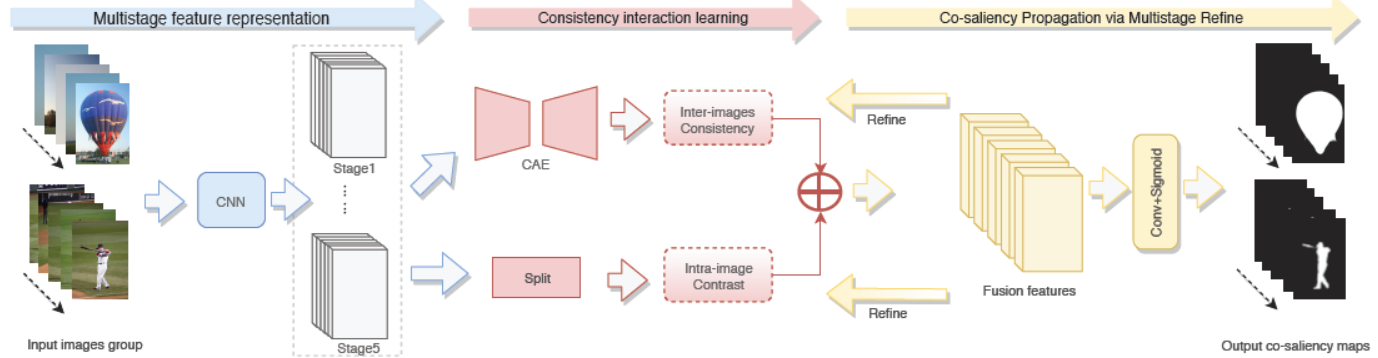 Multistage feature representation
Consistency interaction learning
Co-saliency Propagation via Multistage Refine
Stage1
CNN
Stage5
Input images group
CAE
Inter-images
Consistency
Split
Intra-image
Contrast
Refine
Refine
Fusion features
Conv+Sigmoid
Output co-saliency maps